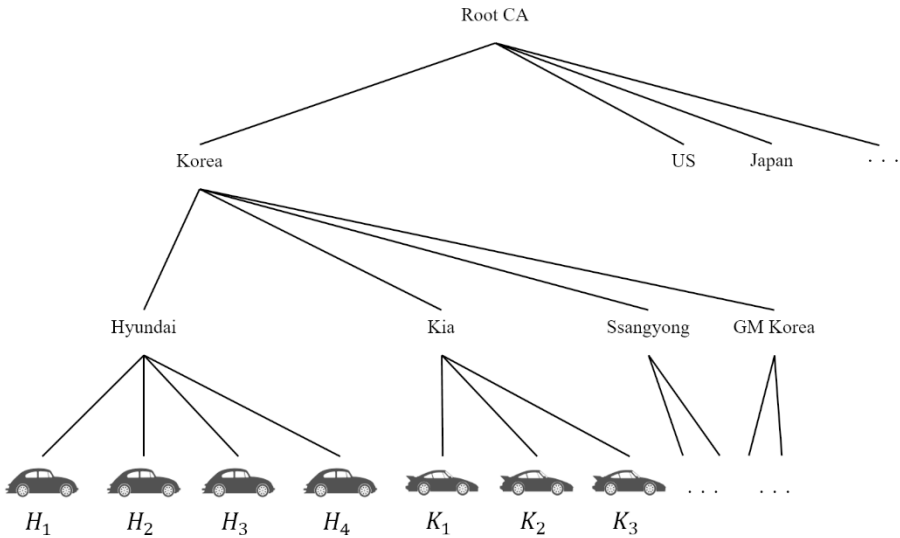 Root CA
Korea US Japan . . .
Hyundai Kia Ssangyong GM Korea
. . . . . .
H₁ H₂ H₃ H₄ K₁ K₂ K₃